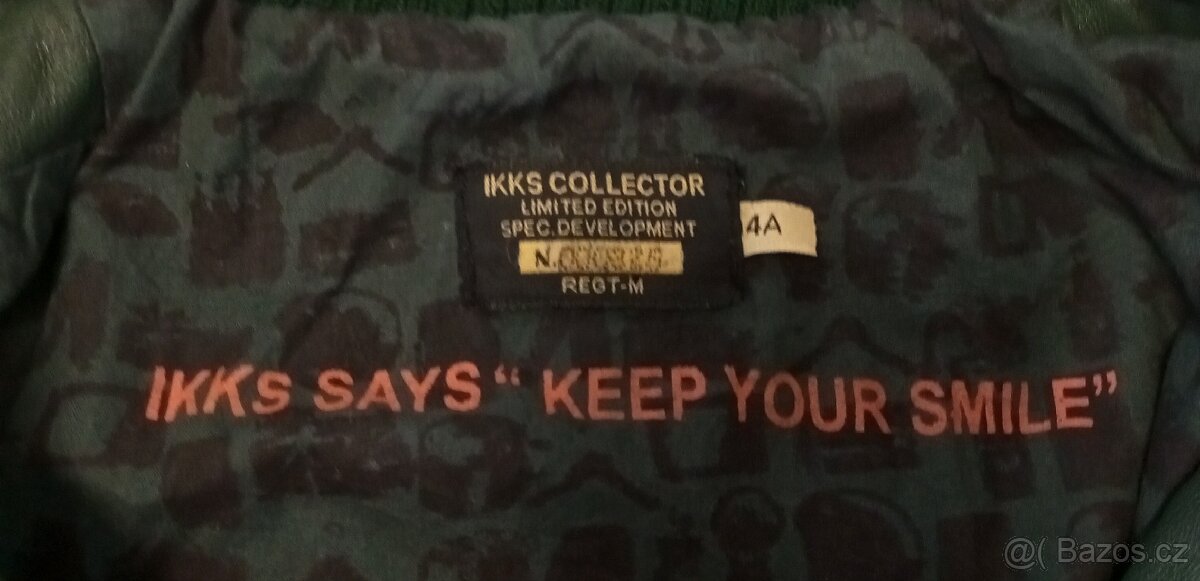 IKKS COLLECTOR
LIMITED EDITION
SPEC. DEVELOPMENT
N.
REGT-M
4A
IKKS SAYS “ KEEP YOUR SMILE”
@( Bazos.cz